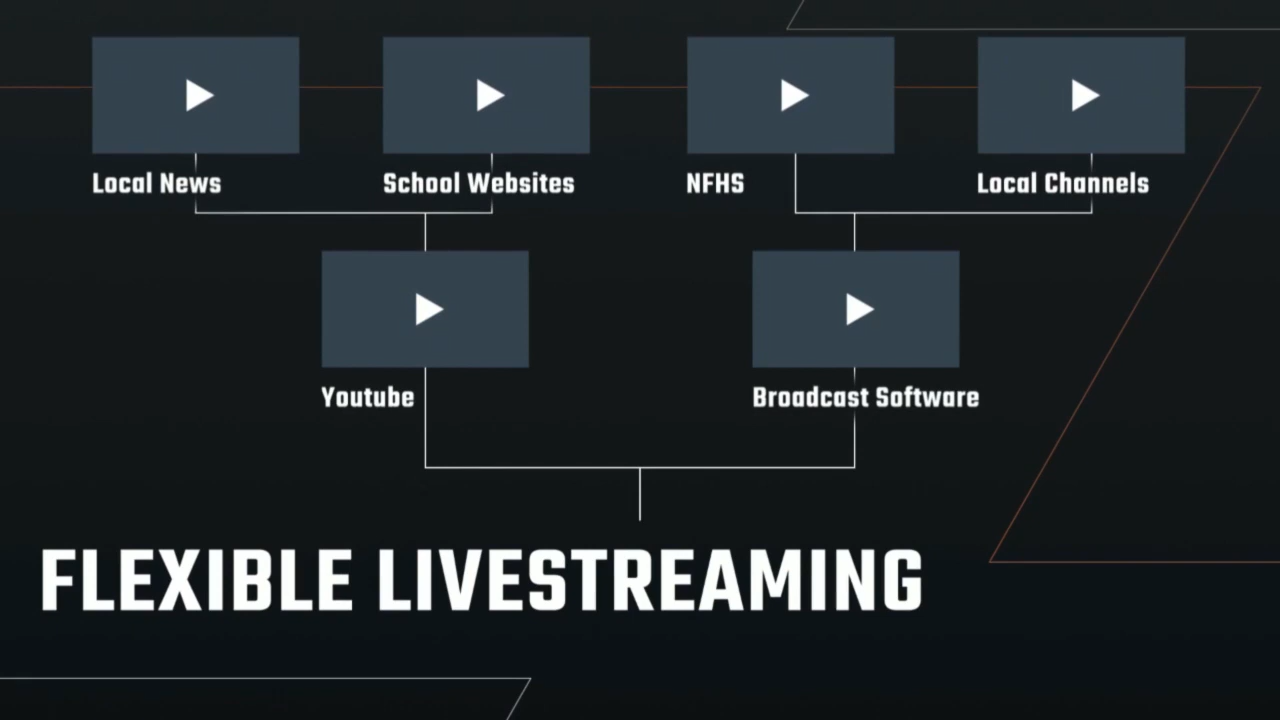 Local News
School Websites
NFHS
Local Channels
Youtube
Broadcast Software
FLEXIBLE LIVESTREAMING